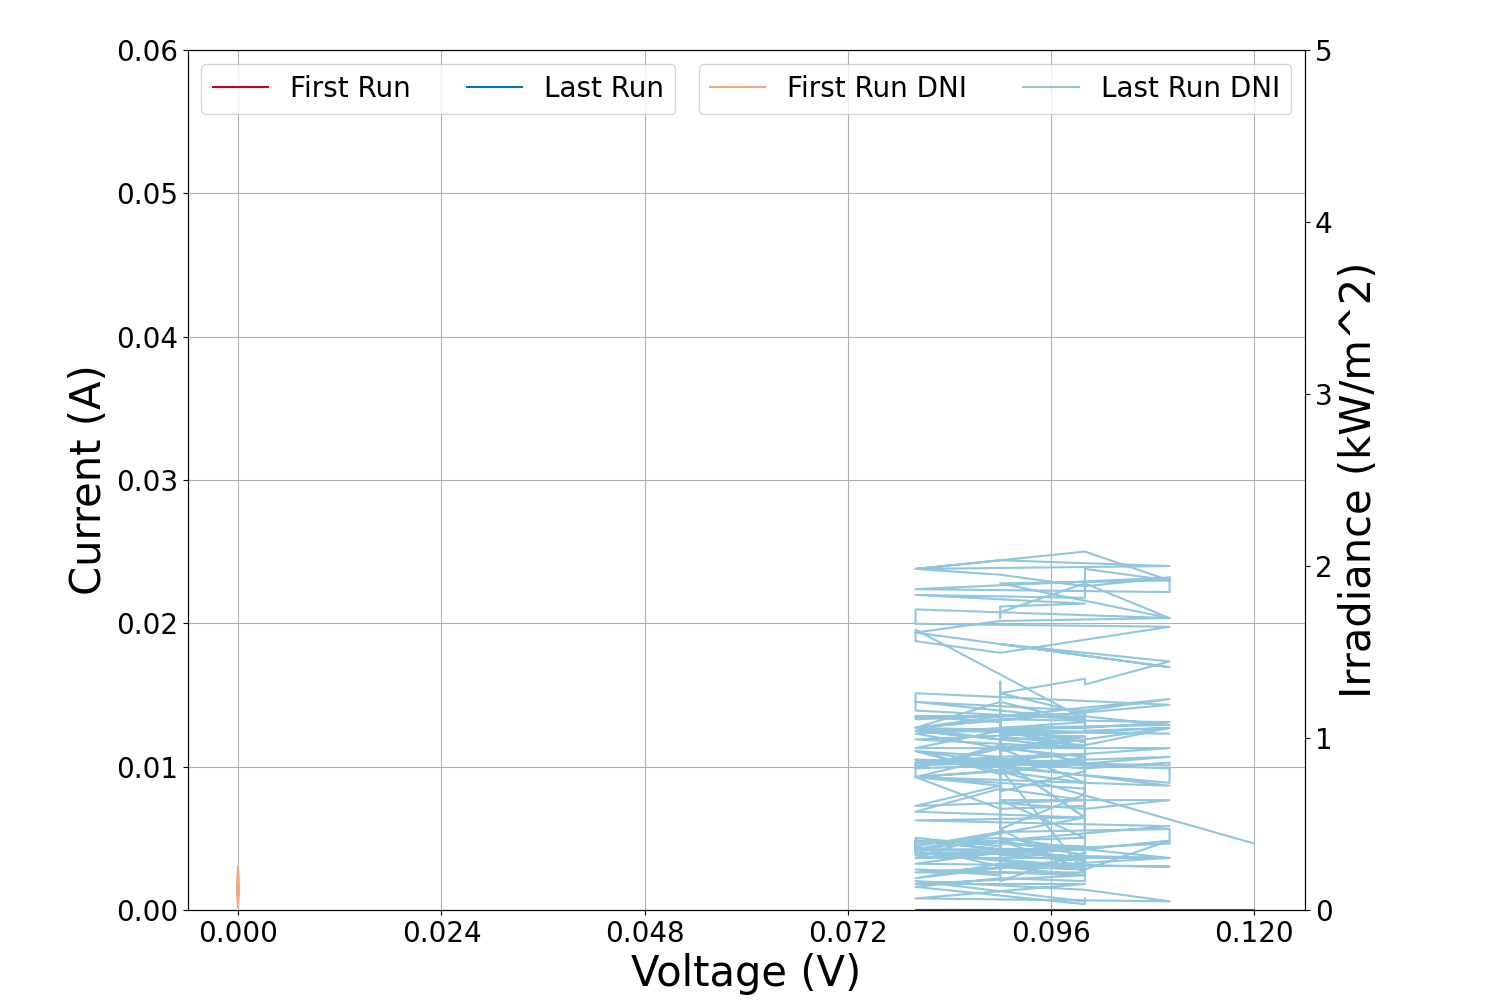 First Run
Last Run
First Run DNI
Last Run DNI
0.06
0.05
0.04
0.03
0.02
0.01
0.00
Current (A)
5
4
3
2
1
0
Irradiance (kW/m^2)
0.000 0.024 0.048 0.072 0.096 0.120
Voltage (V)